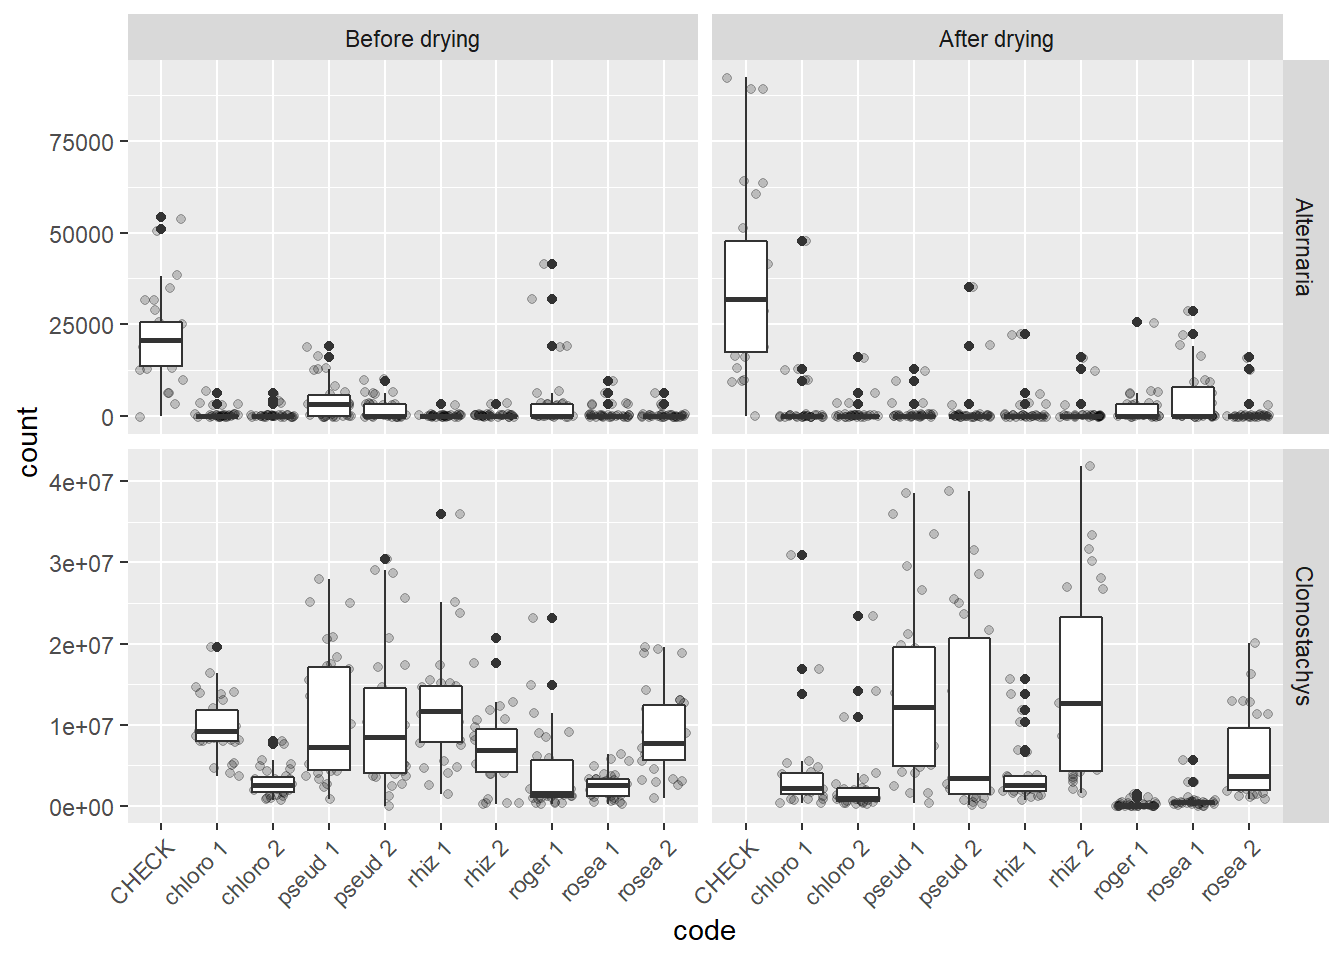 Before drying
After drying
75000
50000
25000
0
Alternaria
count
4e+07
3e+07
2e+07
1e+07
0e+00
Clonostachys
CHECK
chloro 1
chloro 2
pseud 1
pseud 2
rhiz 1
rhiz 2
roger 1
rosea 1
rosea 2
CHECK
chloro 1
chloro 2
pseud 1
pseud 2
rhiz 1
rhiz 2
roger 1
rosea 1
rosea 2
code